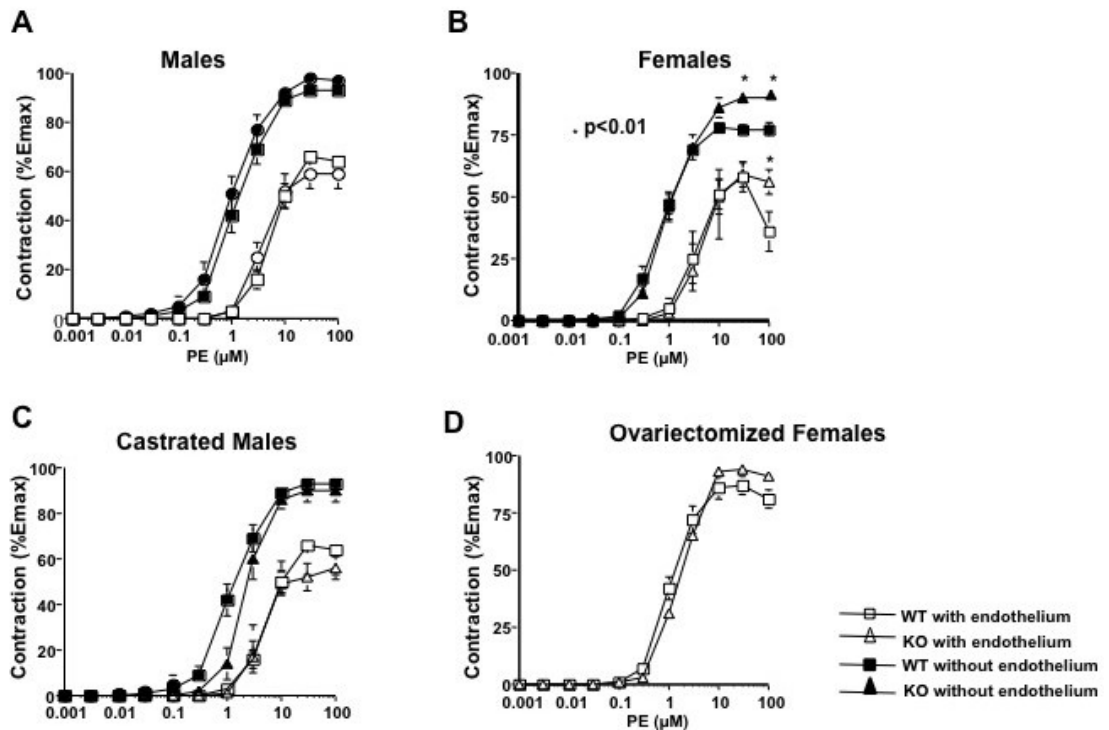 A
Males
Contraction (%Emax)
100
80
60
40
20
0
0.001 0.01 0.1 1 10 100
PE (µM)
B
Females
Contraction (%Emax)
100
75
50
25
0
* p<0.01
*
*
*
0.001 0.01 0.1 1 10 100
PE (µM)
C
Castrated Males
Contraction (%Emax)
100
80
60
40
20
0
0.001 0.01 0.1 1 10 100
D
Ovariectomized Females
Contraction (%Emax)
100
75
50
25
0
0.001 0.01 0.1 1 10 100
PE (µM)
WT with endothelium
KO with endothelium
WT without endothelium
KO without endothelium